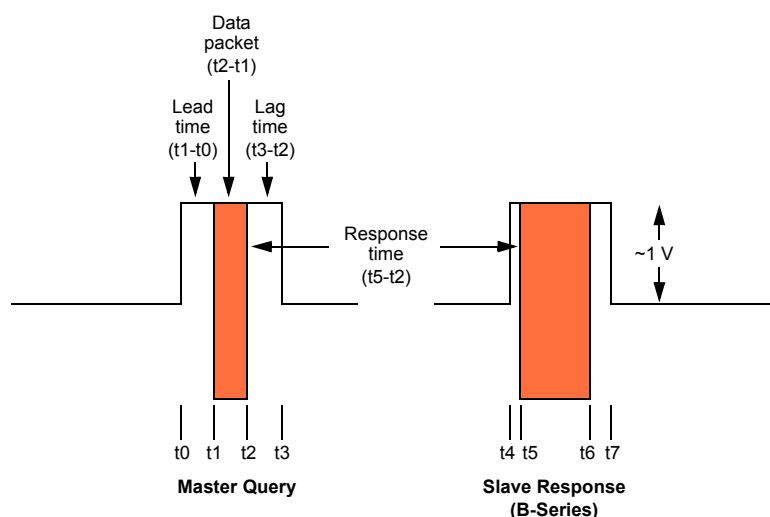 Data
packet
(t2-t1)
Lead
time
(t1-t0)
Lag
time
(t3-t2)
Response
time
(t5-t2)
~1 V
t0 t1 t2 t3
t4 t5 t6 t7
Master Query
Slave Response
(B-Series)